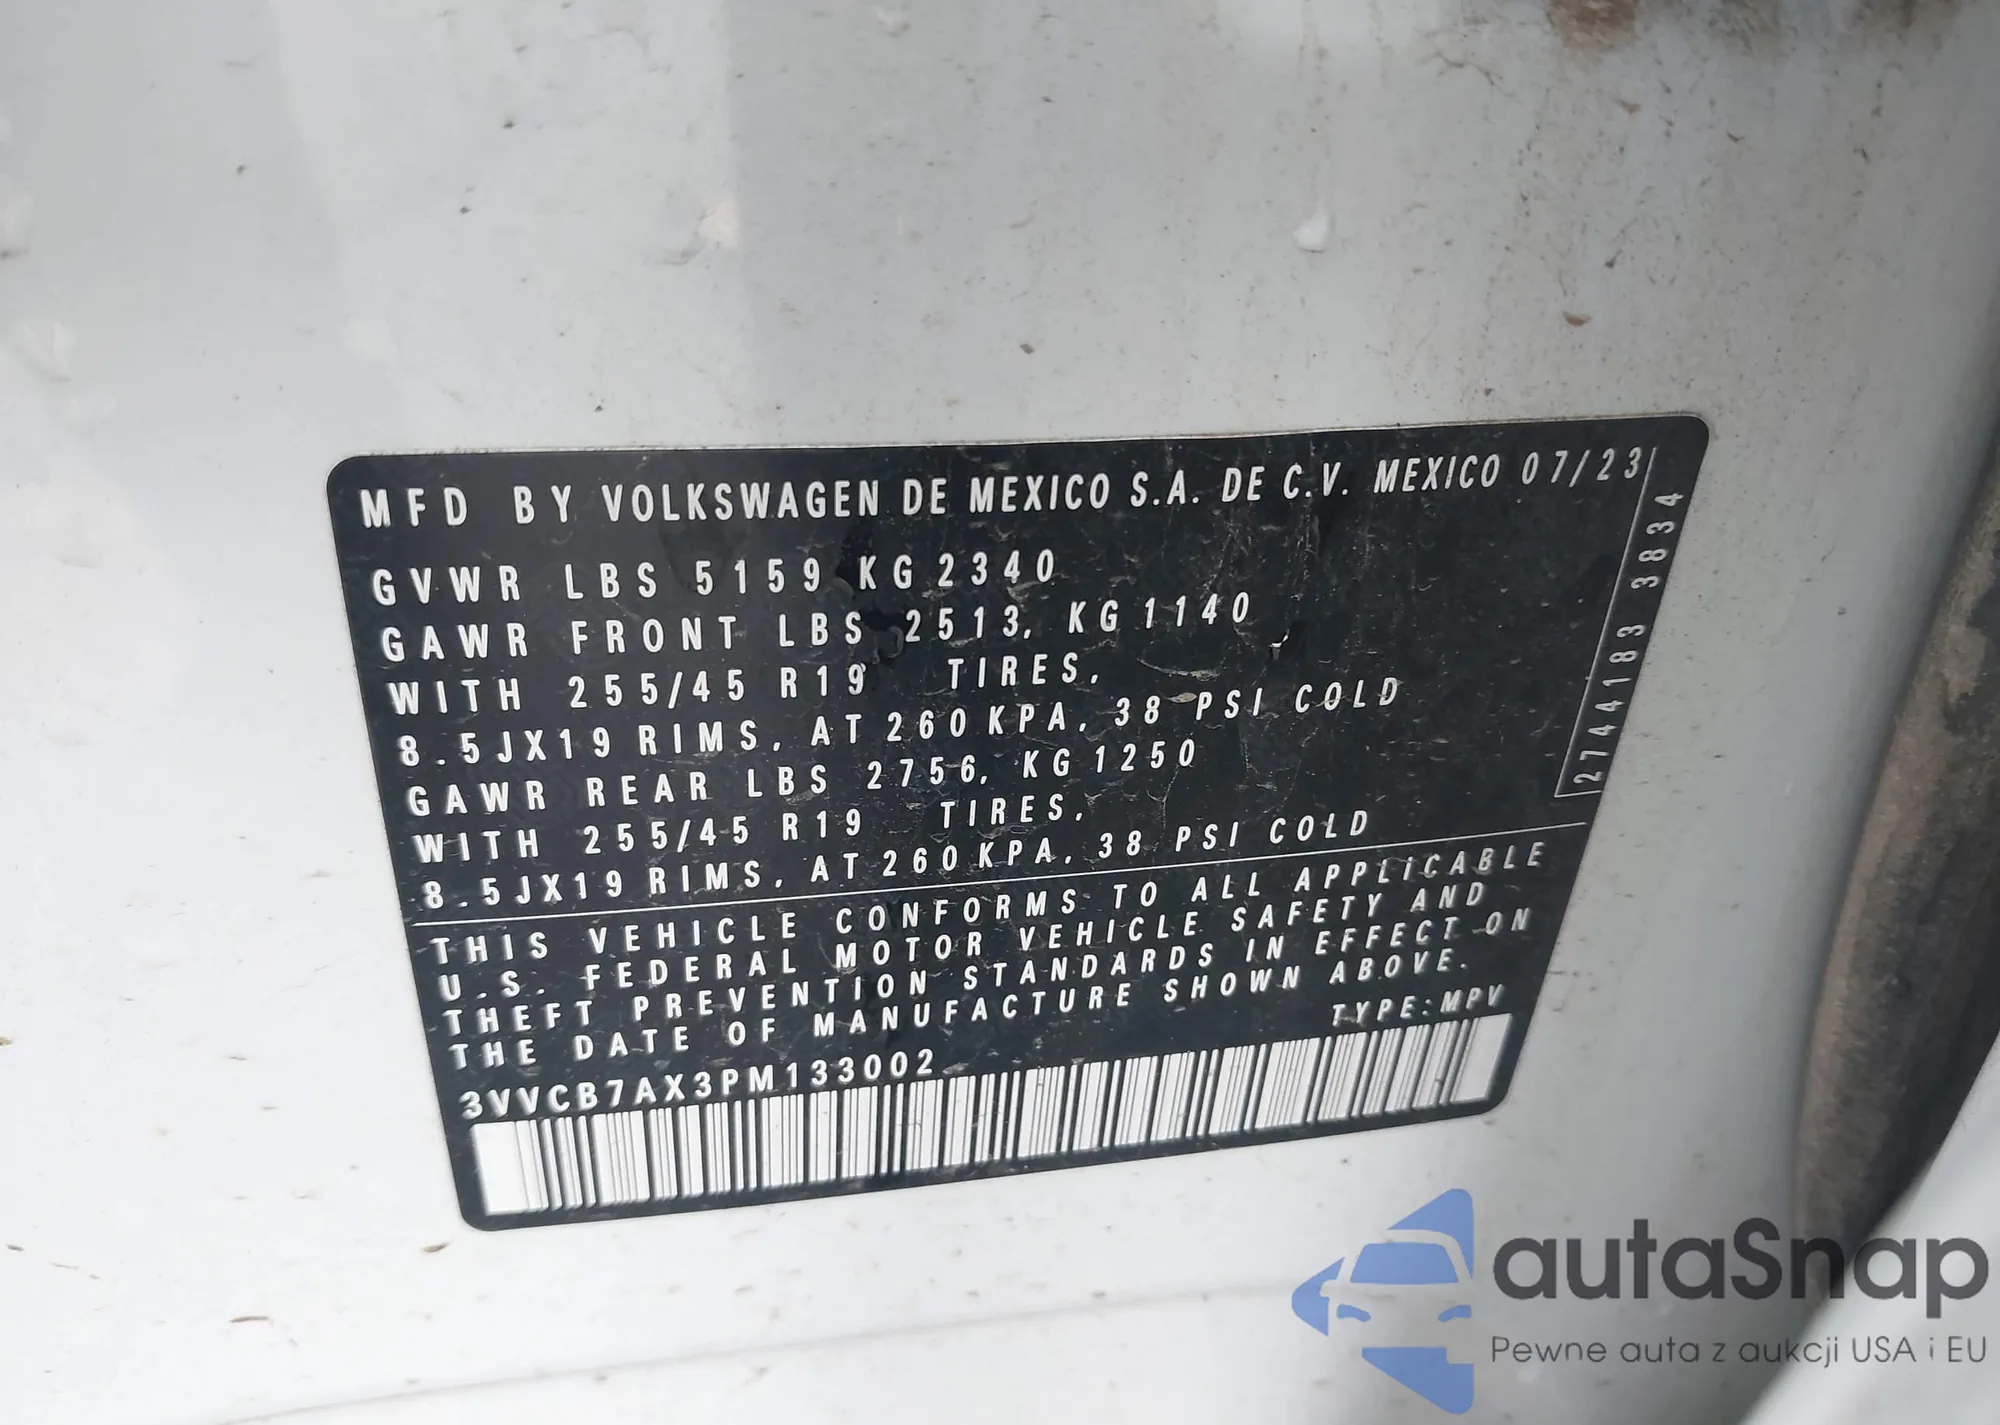 MFD BY VOLKSWAGEN DE MEXICO S.A. DE C.V. MEXICO 07/23
GVWR LBS 5159 KG 2340
GAWR FRONT LBS 2513, KG 1140
WITH 255/45 R19 TIRES,
8.5JX19 RIMS, AT 260 KPA, 38 PSI COLD
GAWR REAR LBS 2756, KG 1250
WITH 255/45 R19 TIRES,
8.5JX19 RIMS, AT 260 KPA, 38 PSI COLD
2744183 3834
THIS VEHICLE CONFORMS TO ALL APPLICABLE
U.S. FEDERAL MOTOR VEHICLE SAFETY AND
THEFT PREVENTION STANDARDS IN EFFECT ON
THE DATE OF MANUFACTURE SHOWN ABOVE.
3VVCB7AX3PM133002 TYPE:MPV
autaSnap
Pewne auta z aukcji USA i EU